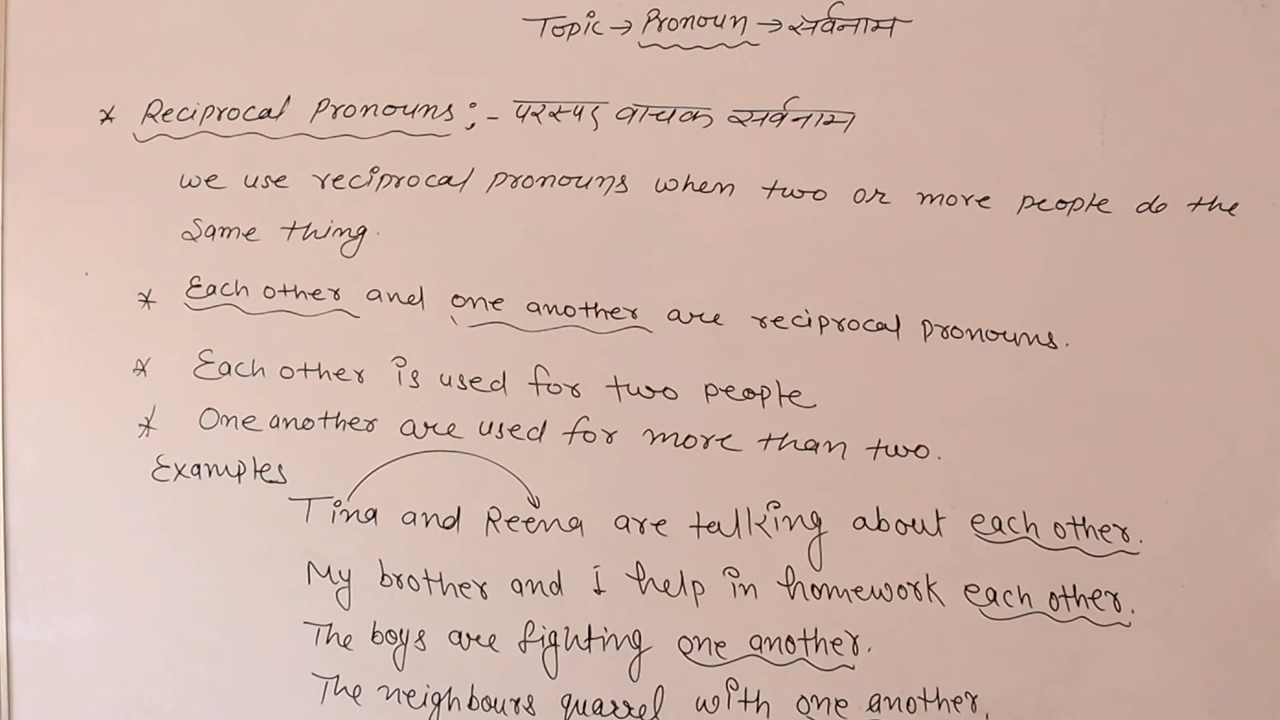 Topic → Pronoun → सर्वनाम
* Reciprocal Pronouns ;- परस्पर वाचक सर्वनाम
we use reciprocal pronouns when two or more people do the
Same thing.
* Each other and one another are reciprocal pronouns.
* Each other is used for two people
* One another are used for more than two.
Examples
Tina and Reena are talking about each other.
My brother and I help in homework each other.
The boys are fighting one another.
The neighbours quarrel with one another.